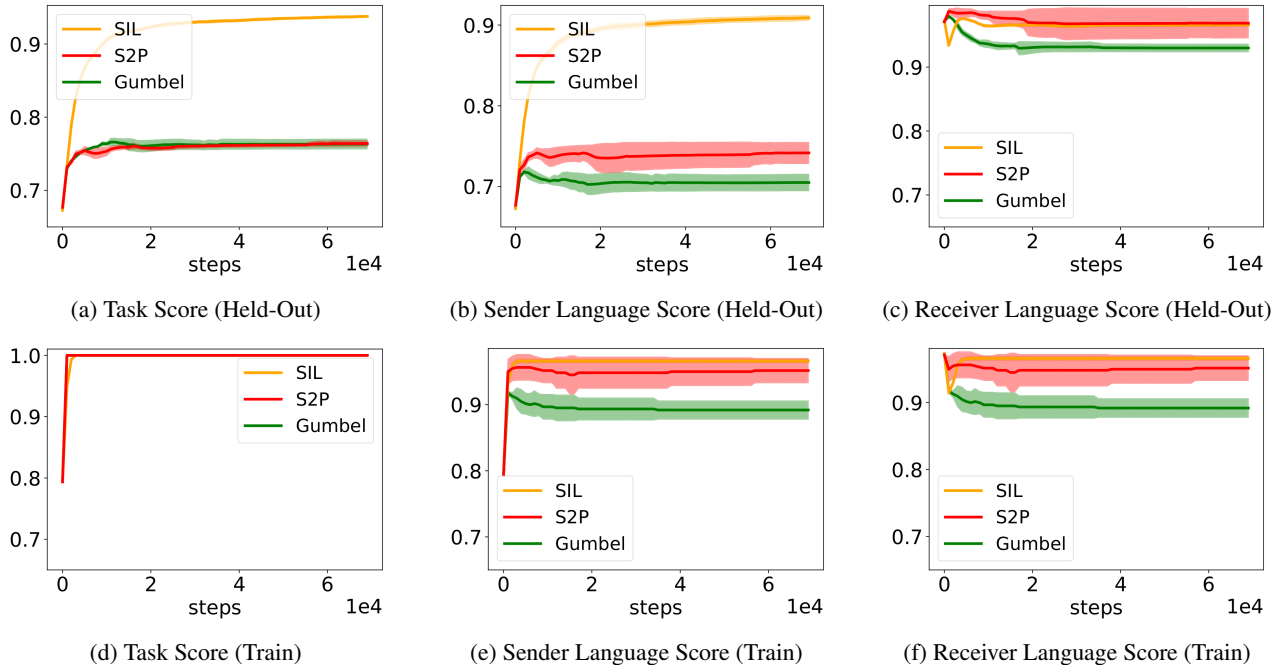 0.9
0.8
0.7
SIL
S2P
Gumbel
0 2 4 6
steps 1e4
(a) Task Score (Held-Out)
0.9
0.8
0.7
SIL
S2P
Gumbel
0 2 4 6
steps 1e4
(b) Sender Language Score (Held-Out)
0.9
0.8
0.7
SIL
S2P
Gumbel
0 2 4 6
steps 1e4
(c) Receiver Language Score (Held-Out)
1.0
0.9
0.8
0.7
SIL
S2P
Gumbel
0 2 4 6
steps 1e4
(d) Task Score (Train)
0.9
0.8
0.7
SIL
S2P
Gumbel
0 2 4 6
steps 1e4
(e) Sender Language Score (Train)
0.9
0.8
0.7
SIL
S2P
Gumbel
0 2 4 6
steps 1e4
(f) Receiver Language Score (Train)